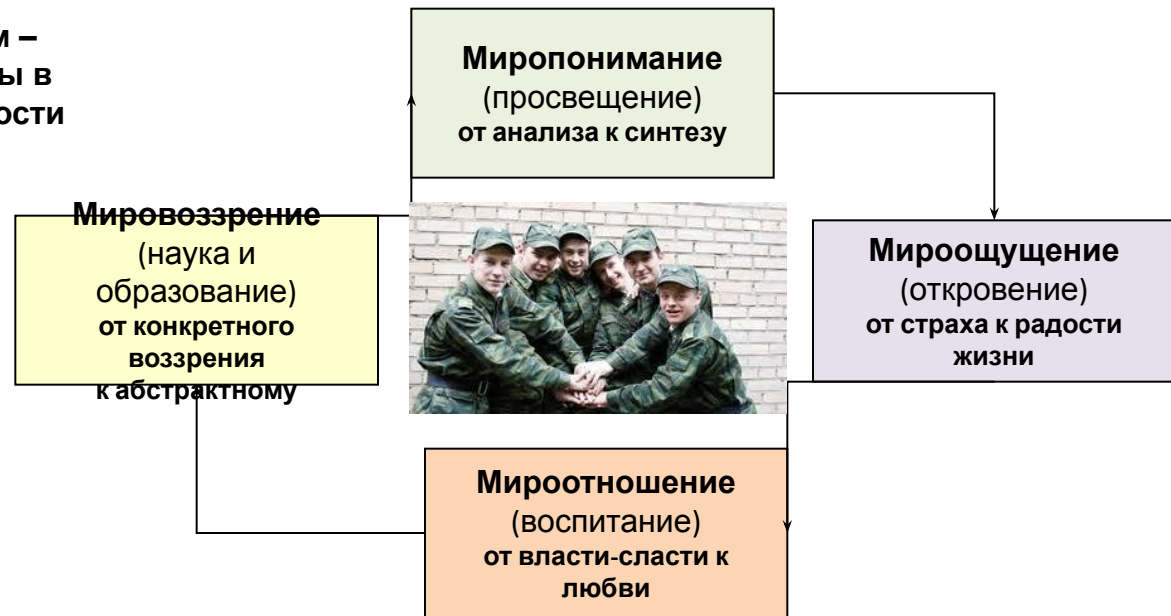 м –
ы в
ости
Миропонимание
(просвещение)
от анализа к синтезу
Мировоззрение
(наука и
образование)
от конкретного
воззрения
к абстрактному
Мироощущение
(откровение)
от страха к радости
жизни
Мироотношение
(воспитание)
от власти-сласти к
любви